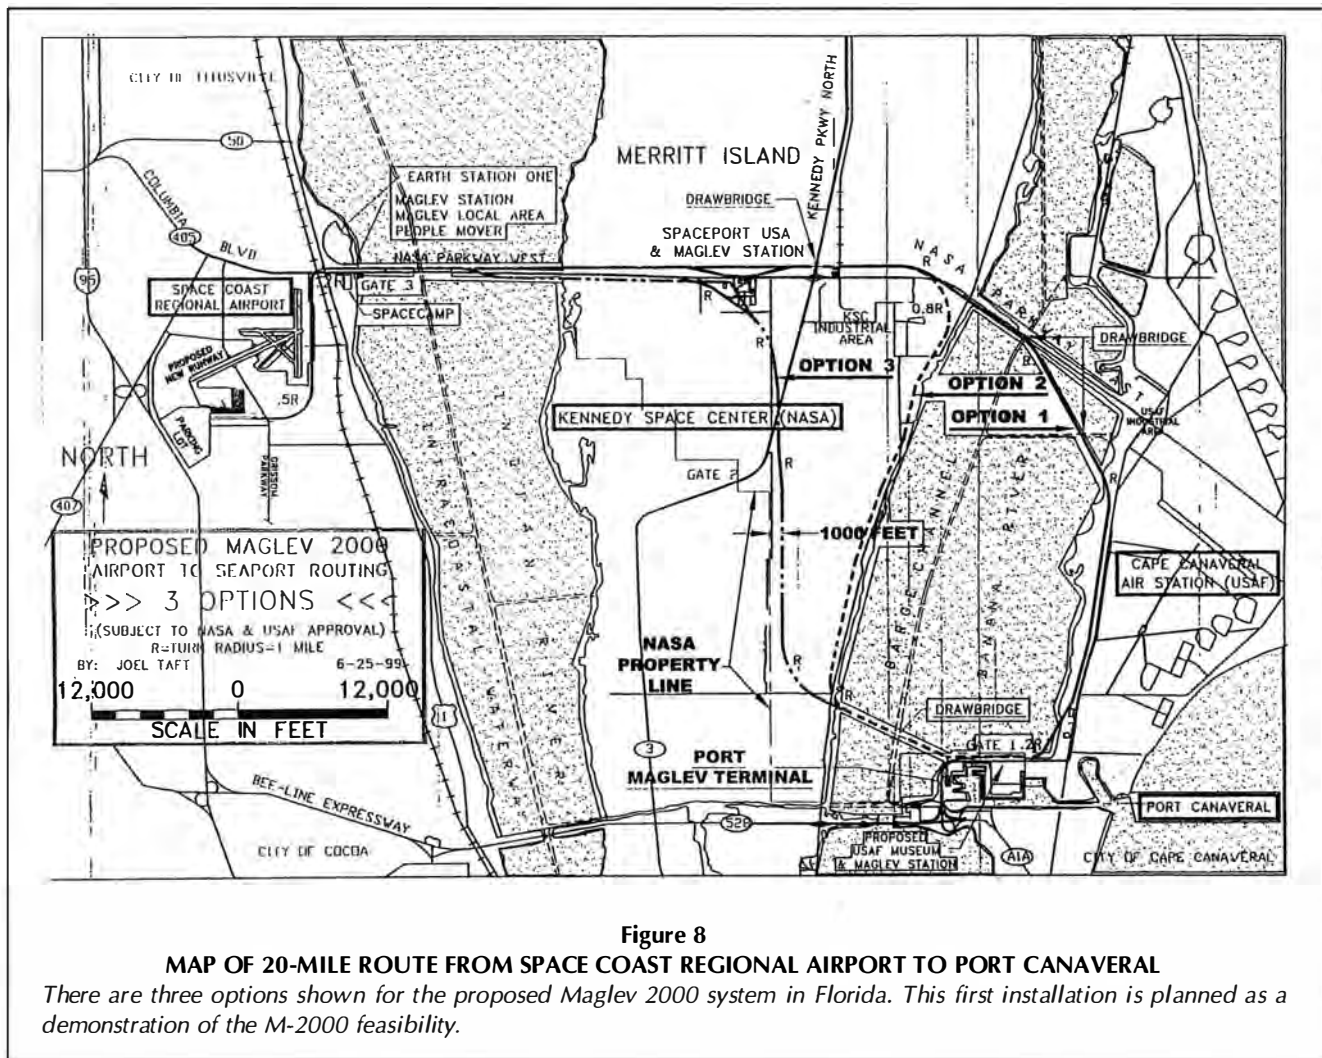 CITY OF TITUSVILLE
50
COLUMBIA
BLVD
405
95
SPACE COAST
REGIONAL AIRPORT
PROPOSED
NEW RUNWAY
.5R
PARKING
LOT
GRISSOM
PARKWAY
NORTH
407
EARTH STATION ONE
MAGLEV STATION
MAGLEV LOCAL AREA
PEOPLE MOVER
NASA PARKWAY WEST
GATE 3
SPACECAMP
MERRITT ISLAND
KENNEDY PKWY NORTH
DRAWBRIDGE
SPACEPORT USA
& MAGLEV STATION
NASA
PARKWAY
EAST
R
R
R
0.8R
KSC
INDUSTRIAL
AREA
DRAWBRIDGE
OPTION 3
OPTION 2
OPTION 1
USAF
INDUSTRIAL
AREA
KENNEDY SPACE CENTER (NASA)
GATE 2
R
R
R
1000 FEET
INDIAN RIVER
INTRACOASTAL WATERWAY
BARGE CHANNEL
BANANA RIVER
CAPE CANAVERAL
AIR STATION (USAF)
PROPOSED MAGLEV 2000
AIRPORT TO SEAPORT ROUTING
>>> 3 OPTIONS <<<
(SUBJECT TO NASA & USAF APPROVAL)
R=TURN RADIUS=1 MILE
BY: JOEL TAFT 6-25-99
12,000 0 12,000
SCALE IN FEET
1
NASA
PROPERTY
LINE
R
R
DRAWBRIDGE
GATE 1
.2R
3
PORT
MAGLEV TERMINAL
PORT CANAVERAL
BEE-LINE EXPRESSWAY
528
CITY OF COCOA
PROPOSED
USAF MUSEUM
& MAGLEV STATION
A1A
CITY OF CAPE CANAVERAL
Figure 8
MAP OF 20-MILE ROUTE FROM SPACE COAST REGIONAL AIRPORT TO PORT CANAVERAL
There are three options shown for the proposed Maglev 2000 system in Florida. This first installation is planned as a
demonstration of the M-2000 feasibility.